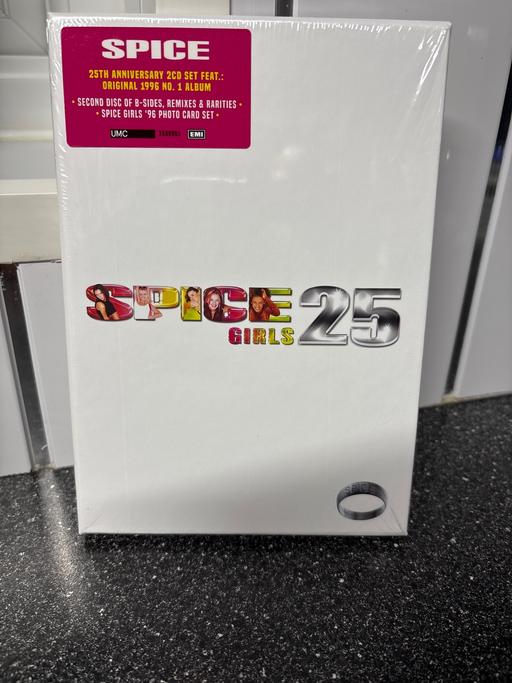 SPICE
25TH ANNIVERSARY 2CD SET FEAT.:
ORIGINAL 1996 NO. 1 ALBUM
• SECOND DISC OF B-SIDES, REMIXES & RARITIES •
• SPICE GIRLS '96 PHOTO CARD SET •
UMC EMI
SPICE 25
GIRLS
SPICE